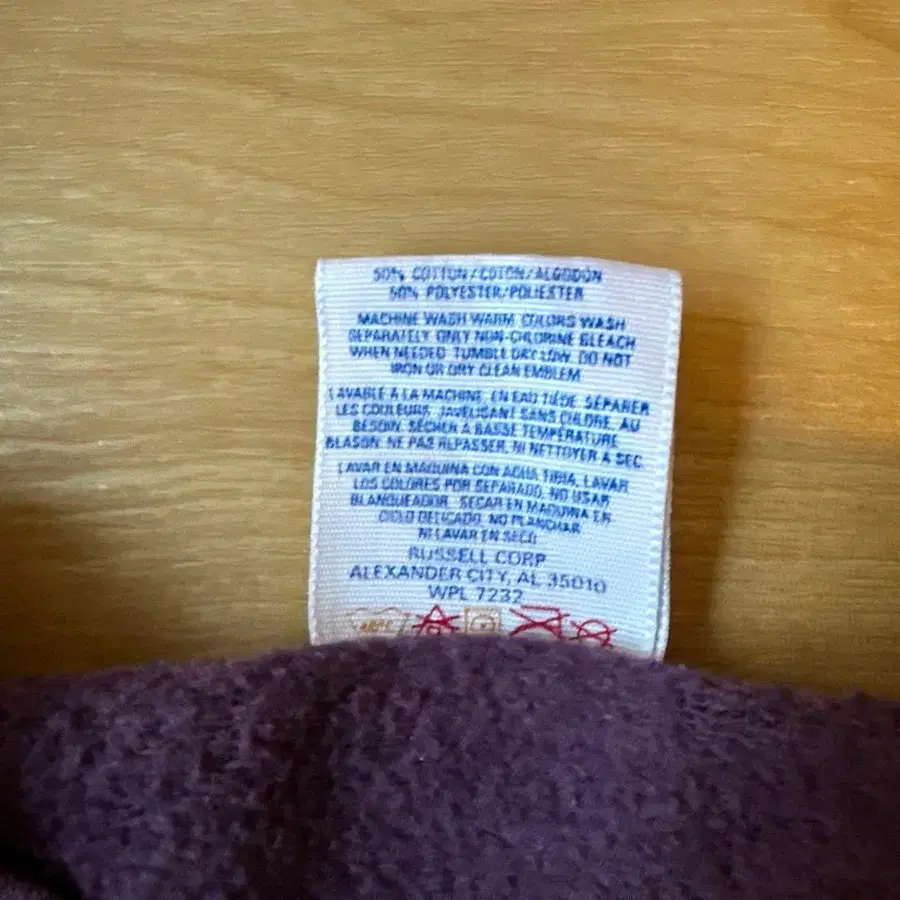 50% COTTON/COTON/ALGODON
50% POLYESTER/POLIESTER
MACHINE WASH WARM COLORS WASH
SEPARATELY ONLY NON-CHLORINE BLEACH
WHEN NEEDED TUMBLE DRY LOW. DO NOT
IRON OR DRY CLEAN EMBLEM
LAVABLE A LA MACHINE, EN EAU TIEDE. SEPARER
LES COULEURS. JAVELISANT SANS CHLORE, AU
BESOIN. SECHER A BASSE TEMPERATURE
BLASON: NE PAS REPASSER, NI NETTOYER A SEC.
LAVAR EN MAQUINA CON AGUA TIBIA, LAVAR
LOS COLORES POR SEPARADO, NO USAR
BLANQUEADOR. SECAR EN MAQUINA EN
CICLO DELICADO. NO PLANCHAR
NI LAVAR EN SECO
RUSSELL CORP
ALEXANDER CITY, AL 35010
WPL 7232